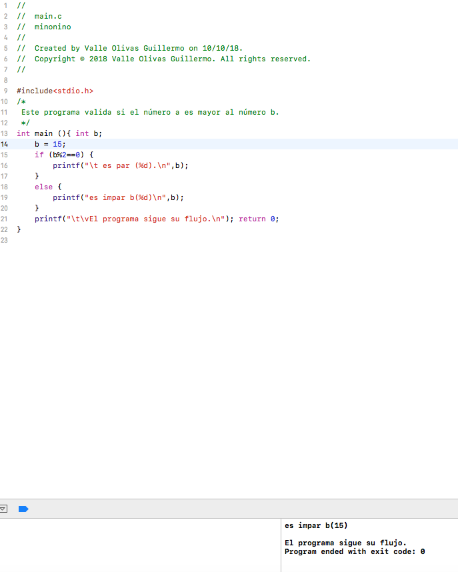 1 //
2 // main.c
3 // minonino
4 //
5 // Created by Valle Olivas Guillermo on 10/10/18.
6 // Copyright © 2018 Valle Olivas Guillermo. All rights reserved.
7 //
8
9 #include<stdio.h>
10 /*
11 Este programa valida si el número a es mayor al número b.
12 */
13 int main (){ int b;
14 b = 15;
15 if (b%2==0) {
16 printf("\t es par (%d).\n",b);
17 }
18 else {
19 printf("es impar b(%d)\n",b);
20 }
21 printf("\t\vEl programa sigue su flujo.\n"); return 0;
22 }
23
es impar b(15)
El programa sigue su flujo.
Program ended with exit code: 0